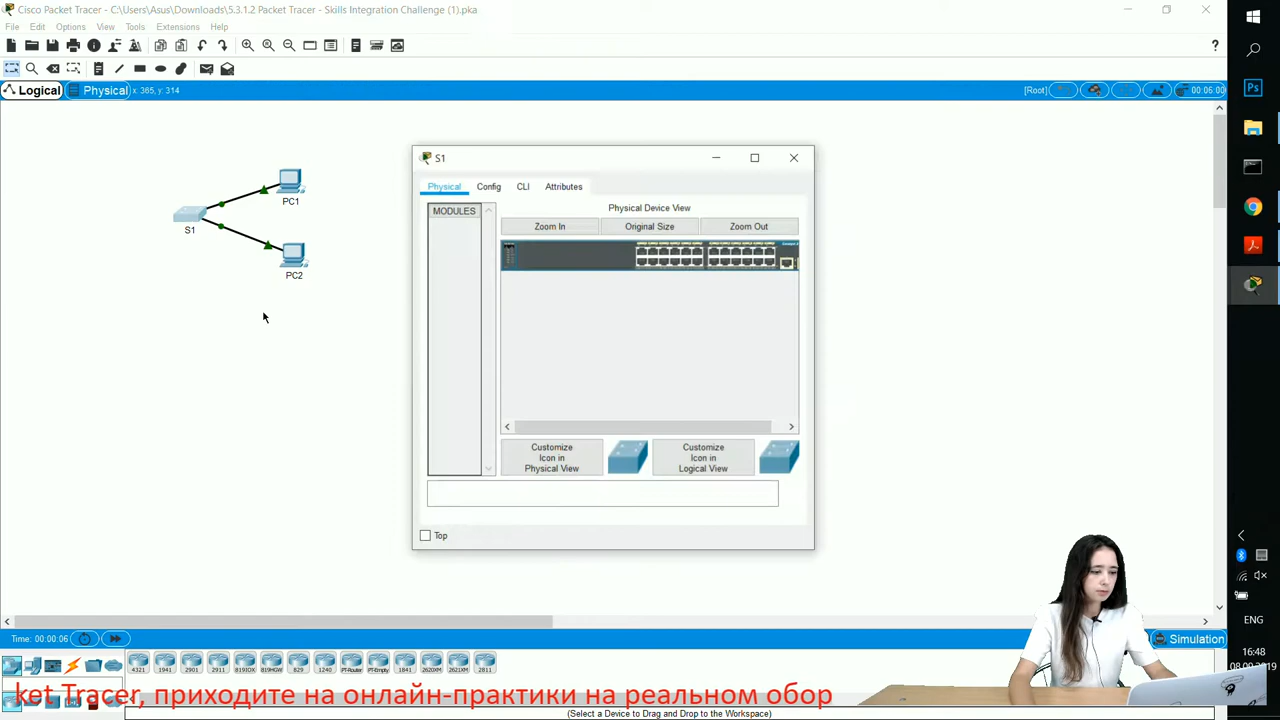 Cisco Packet Tracer - C:\Users\Asus\Downloads\5.3.1.2 Packet Tracer - Skills Integration Challenge (1).pka
File Edit Options View Tools Extensions Help
?
Logical Physical x: 365, y: 314 [Root] 00:06:00
Ps
PC1
S1
PC2
S1
Physical Config CLI Attributes
MODULES
Physical Device View
Zoom In Original Size Zoom Out
Customize
Icon in
Physical View
Customize
Icon in
Logical View
Top
Time: 00:00:06 Simulation
4321 1941 2901 2911 819IOX 819HGW 829 1240 PT-Router PT-Empty 1841 2620XM 2621XM 2811
ket Tracer, приходите на онлайн-практики на реальном обор
(Select a Device to Drag and Drop to the Workspace)
ENG
16:48